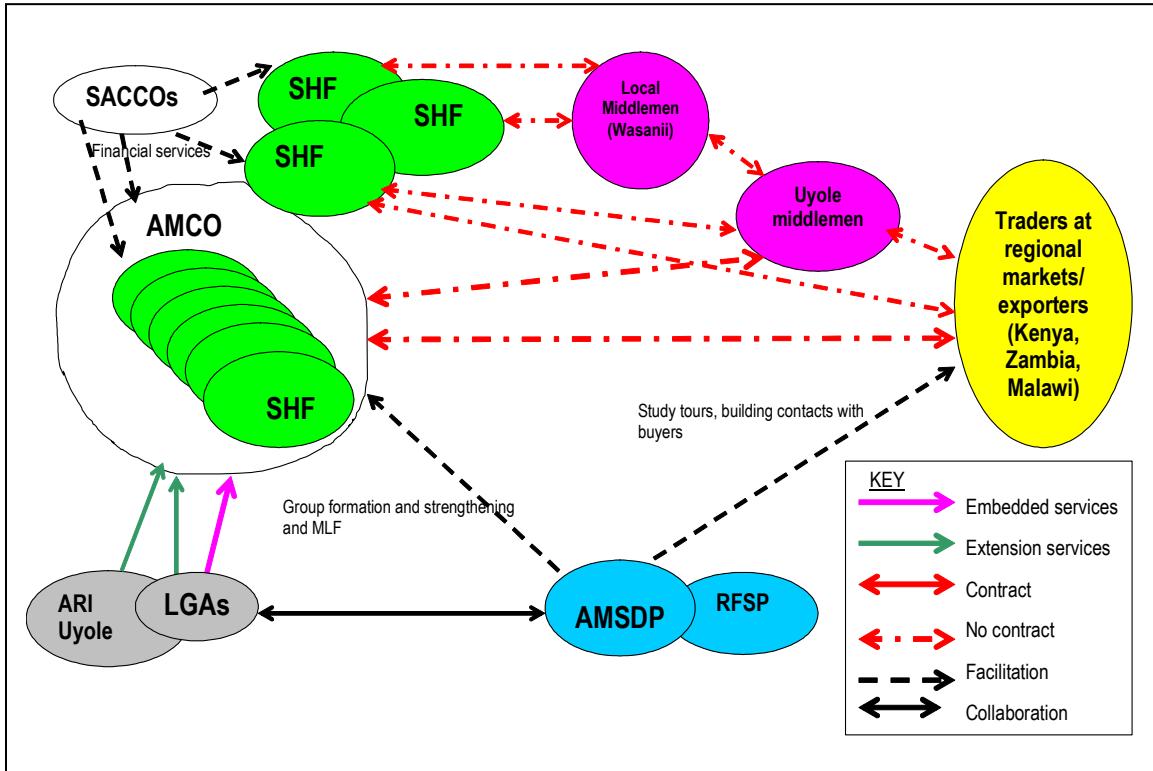 SACCOs
Financial services
SHF
SHF
SHF
Local
Middlemen
(Wasanii)
Uyole
middlemen
Traders at
regional
markets/
exporters
(Kenya,
Zambia,
Malawi)
AMCO
SHF
Study tours, building contacts with
buyers
Group formation and strengthening
and MLF
ARI
Uyole
LGAs
AMSDP
RFSP
KEY
Embedded services
Extension services
Contract
No contract
Facilitation
Collaboration